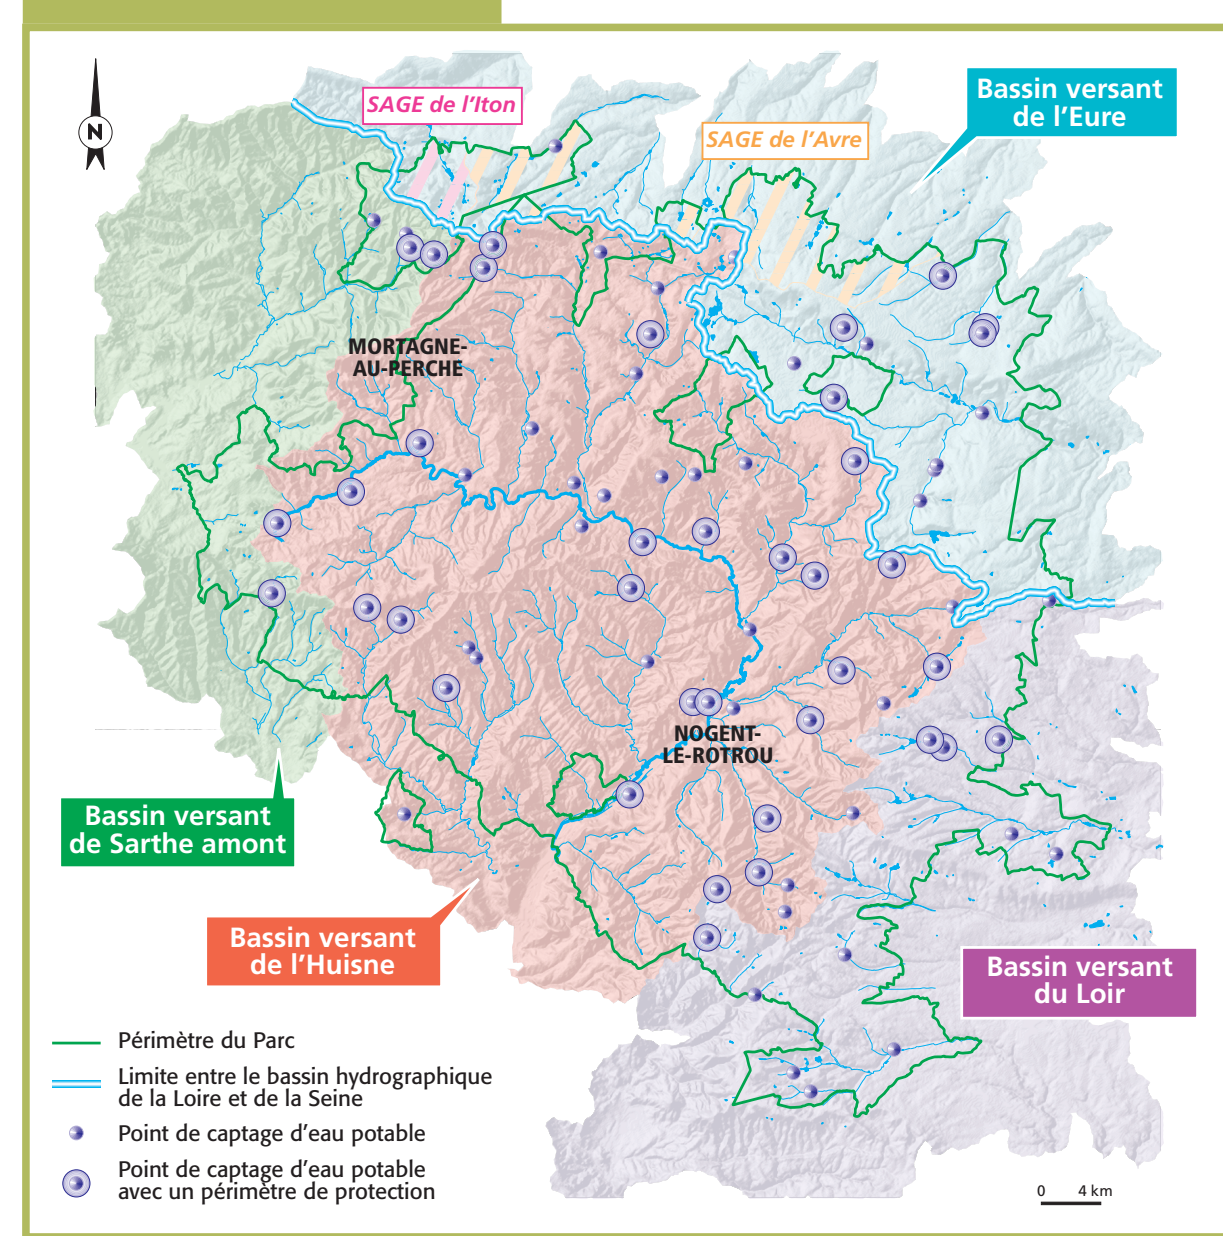 N
SAGE de l'Iton
SAGE de l'Avre
Bassin versant
de l'Eure
MORTAGNE-
AU-PERCHE
NOGENT-
LE-ROTROU
Bassin versant
de Sarthe amont
Bassin versant
de l'Huisne
Bassin versant
du Loir
Périmètre du Parc
Limite entre le bassin hydrographique
de la Loire et de la Seine
Point de captage d'eau potable
Point de captage d'eau potable
avec un périmètre de protection
0 4 km